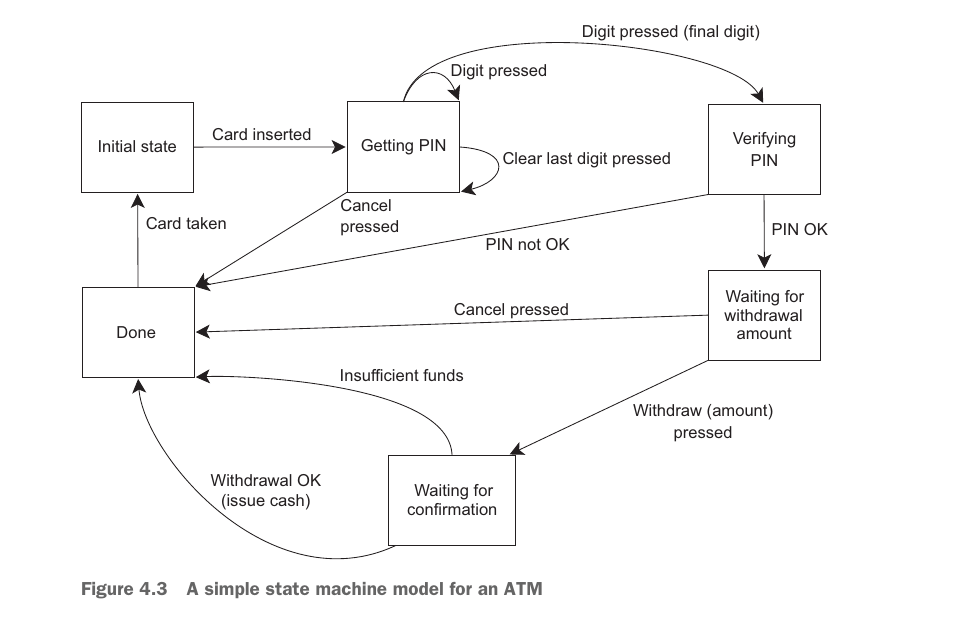 Digit pressed (final digit)
Digit pressed
Initial state
Card inserted
Getting PIN
Clear last digit pressed
Verifying
PIN
Card taken
Cancel
pressed
PIN not OK
PIN OK
Done
Cancel pressed
Waiting for
withdrawal
amount
Insufficient funds
Withdraw (amount)
pressed
Withdrawal OK
(issue cash)
Waiting for
confirmation
Figure 4.3 A simple state machine model for an ATM